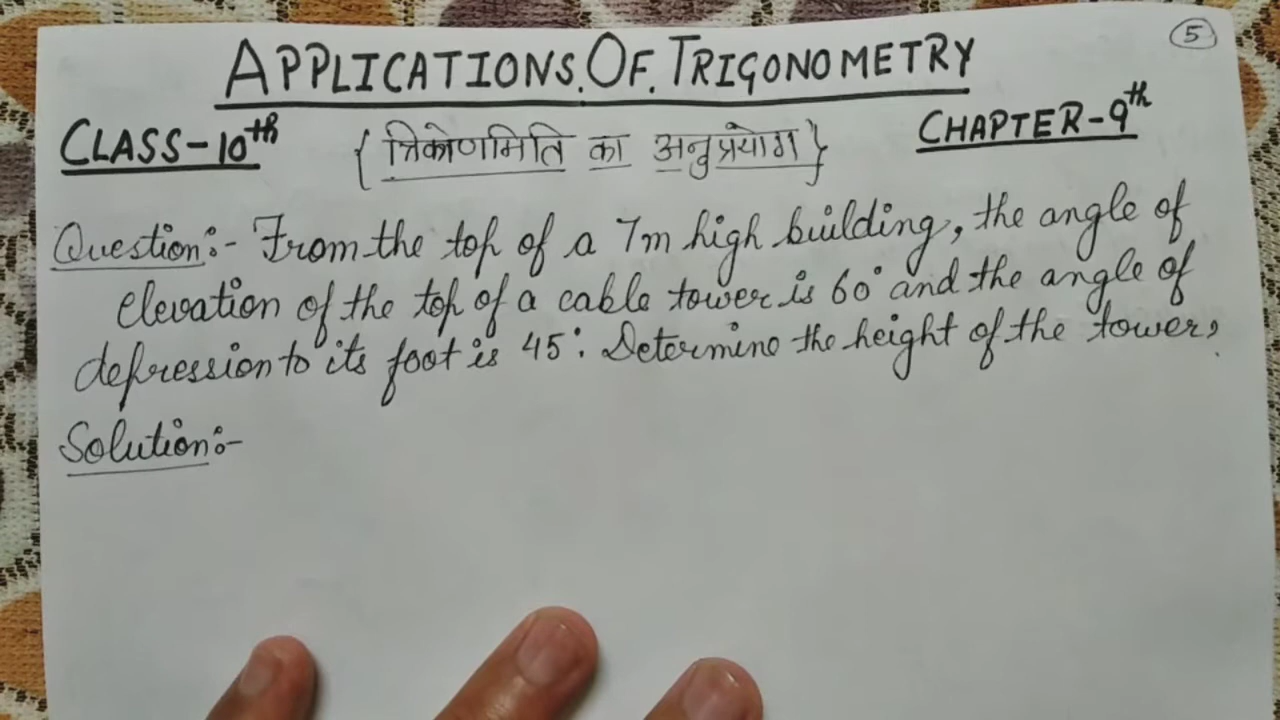 5
APPLICATIONS. OF. TRIGONOMETRY
CLASS-10th {त्रिकोणमिति का अनुप्रयोग} CHAPTER-9th
Question:- From the top of a 7m high building, the angle of
elevation of the top of a cable tower is 60° and the angle of
depression to its foot is 45°. Determine the height of the tower.
Solution:-